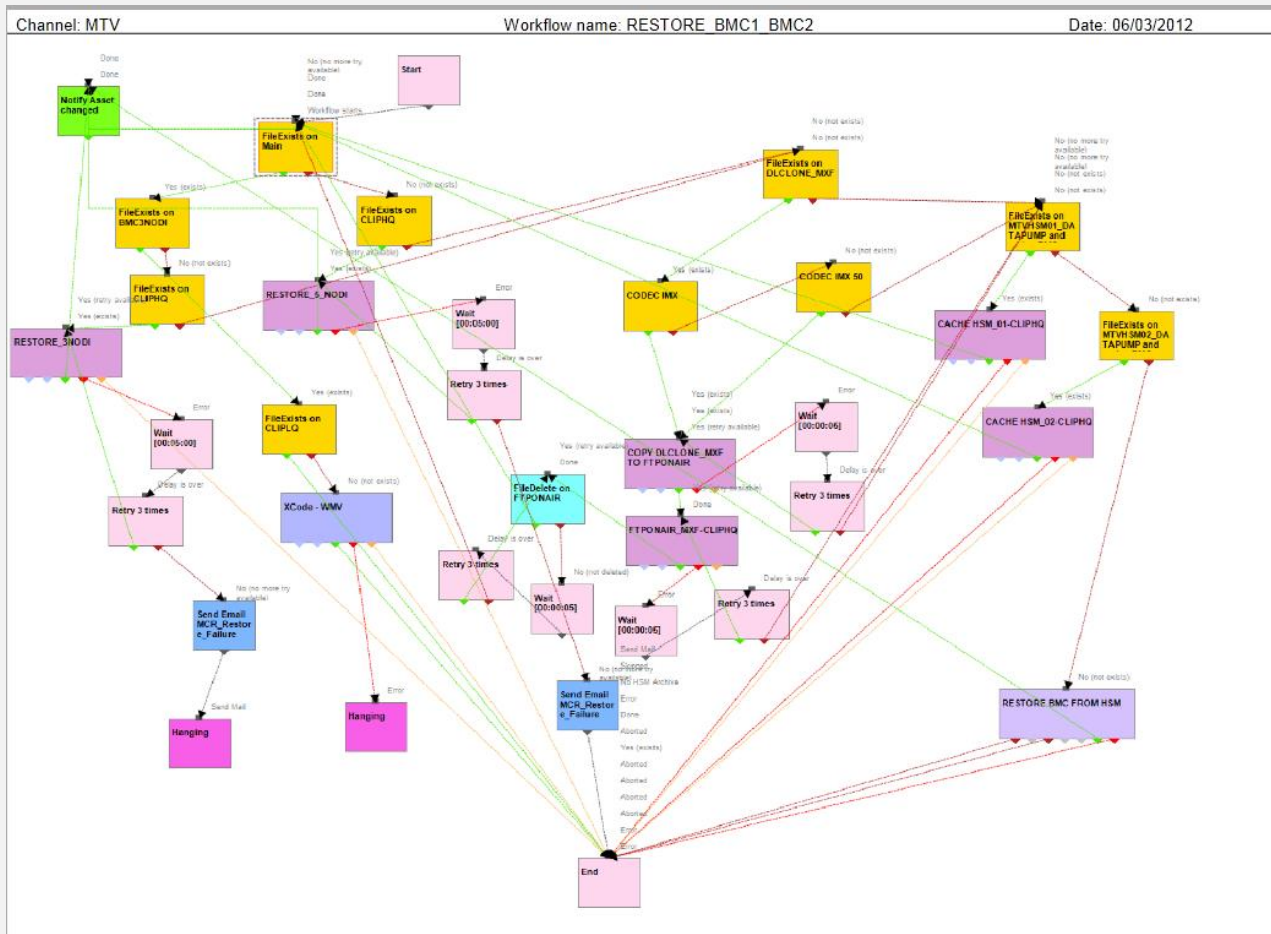 Channel: MTV
Workflow name: RESTORE_BMC1_BMC2
Date: 06/03/2012
Done
Done
Notify Asset
changed
No (no more try
available)
Done
Done
Workflow starts
Start
FileExists on
Main
Yes (exists)
No (not exists)
FileExists on
BMC3NODI
FileExists on
CLIPHQ
No (not exists)
FileExists on
CLIPHQ
Yes (retry available)
Yes (exists)
RESTORE_5_NODI
Yes (retry available)
Yes (exists)
RESTORE_3NODI
Error
Wait
[00:05:00]
Delay is over
Retry 3 times
No (not exists)
No (not exists)
FileExists on
DLCLONE_MXF
No (no more try
available)
No (no more try
available)
No (not exists)
No (not exists)
FileExists on
MTVHSM01_DA
TAPUMP and
Yes (exists)
CODEC IMX
No (not exists)
CODEC IMX 50
Yes (exists)
CACHE HSM_01-CLIPHQ
No (not exists)
FileExists on
MTVHSM02_DA
TAPUMP and
Yes (exists)
CACHE HSM_02-CLIPHQ
Error
Wait
[00:05:00]
Delay is over
Retry 3 times
Yes (exists)
FileExists on
CLIPLQ
No (not exists)
XCode - WMV
Yes (exists)
Yes (exists)
Yes (retry available)
COPY DLCLONE_MXF
TO FTPONAIR
Error
Wait
[00:00:05]
Delay is over
Retry 3 times
Yes (retry available)
Done
FileDelete on
FTPONAIR
Done
FTPONAIR_MXF-CLIPHQ
Delay is over
Retry 3 times
No (not deleted)
Wait
[00:00:05]
Error
Wait
[00:00:05]
Delay is over
Retry 3 times
No (no more try
available)
Send Email
MCR_Restor
e_Failure
Send Mail
Hanging
Error
Hanging
No (no more try
available)
Send Email
MCR_Restor
e_Failure
Send Mail
No HSM Archive
Error
Done
Aborted
Yes (exists)
Aborted
Aborted
Aborted
Aborted
Error
Error
End
No (not exists)
RESTORE BMC FROM HSM